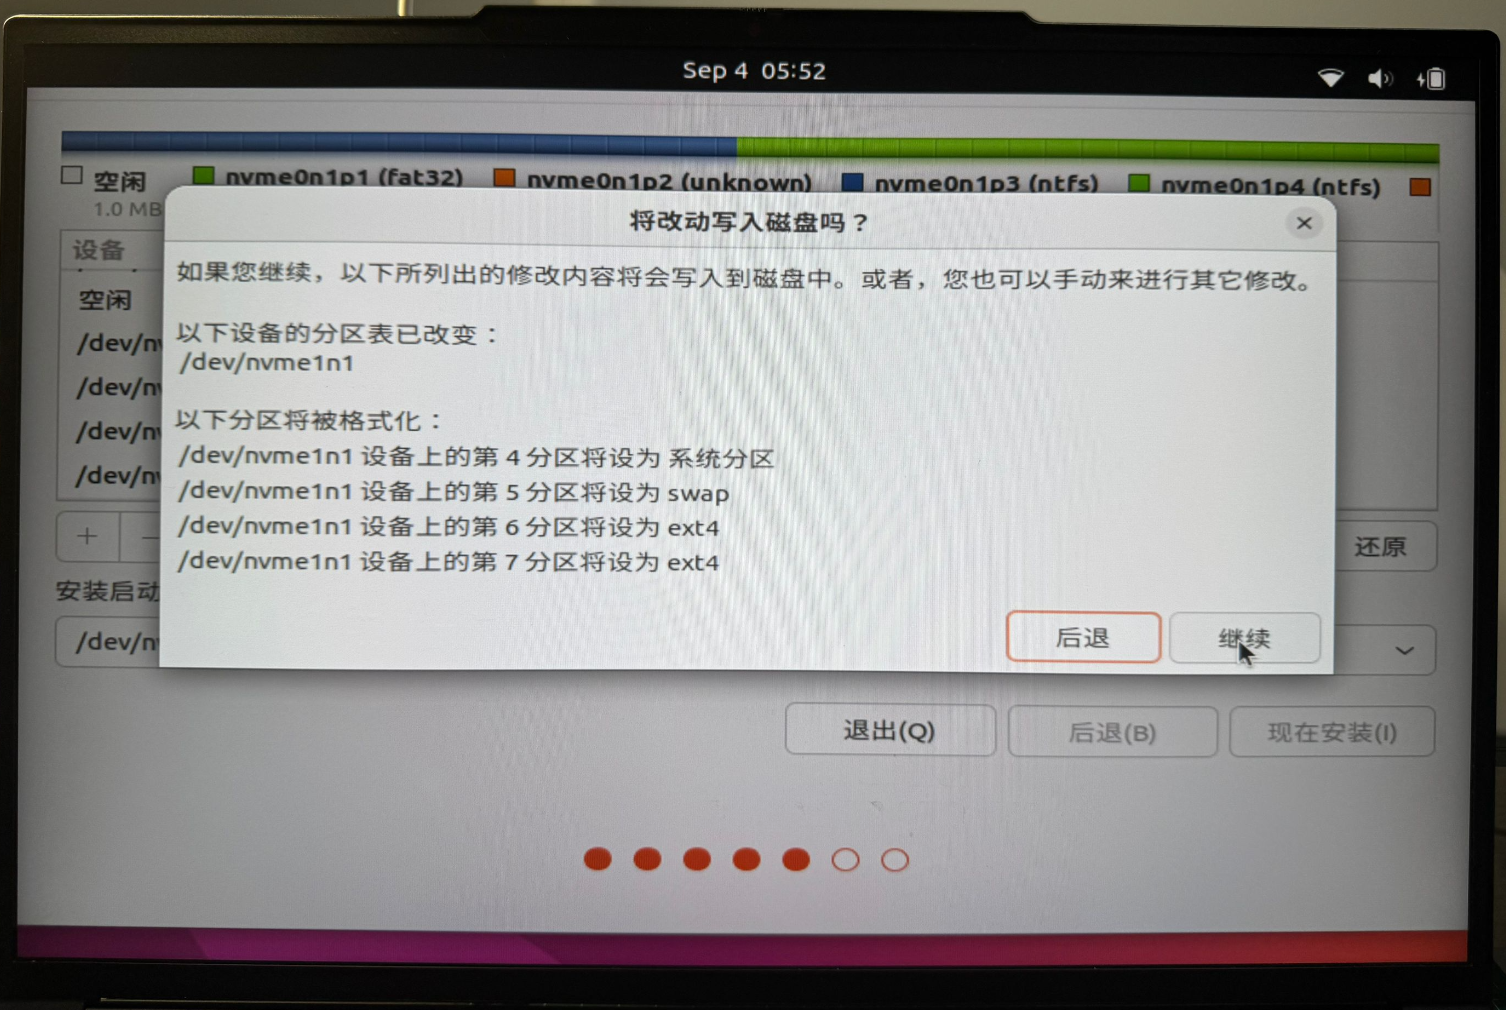 Sep 4 05:52
空闲
nvme0n1p1 (fat32)
nvme0n1p2 (unknown)
nvme0n1p3 (ntfs)
nvme0n1p4 (ntfs)
1.0 MB
将改动写入磁盘吗？
设备
如果您继续，以下所列出的修改内容将会写入到磁盘中。或者，您也可以手动来进行其它修改。
空闲
以下设备的分区表已改变：
/dev/nvme1n1
/dev/nv
/dev/nv
以下分区将被格式化：
/dev/nv
/dev/nvme1n1 设备上的第 4 分区将设为 系统分区
/dev/nv
/dev/nvme1n1 设备上的第 5 分区将设为 swap
/dev/nvme1n1 设备上的第 6 分区将设为 ext4
/dev/nvme1n1 设备上的第 7 分区将设为 ext4
+
−
还原
安装启动
/dev/nv
后退
继续
退出(Q)
后退(B)
现在安装(I)